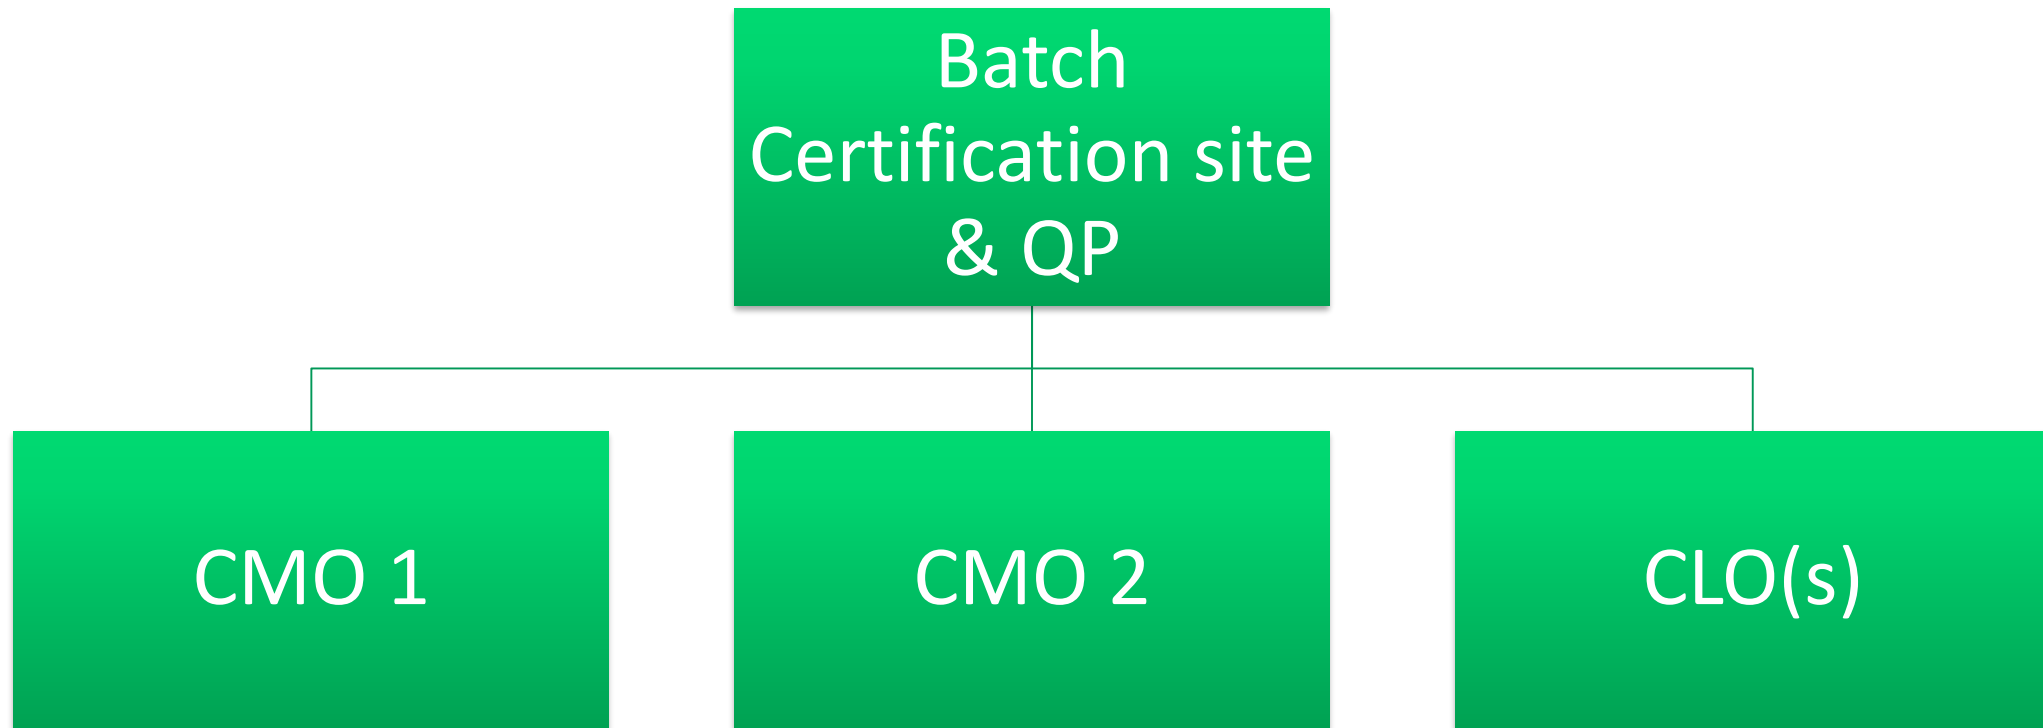 Batch
Certification site
& QP
CMO 1
CMO 2
CLO(s)